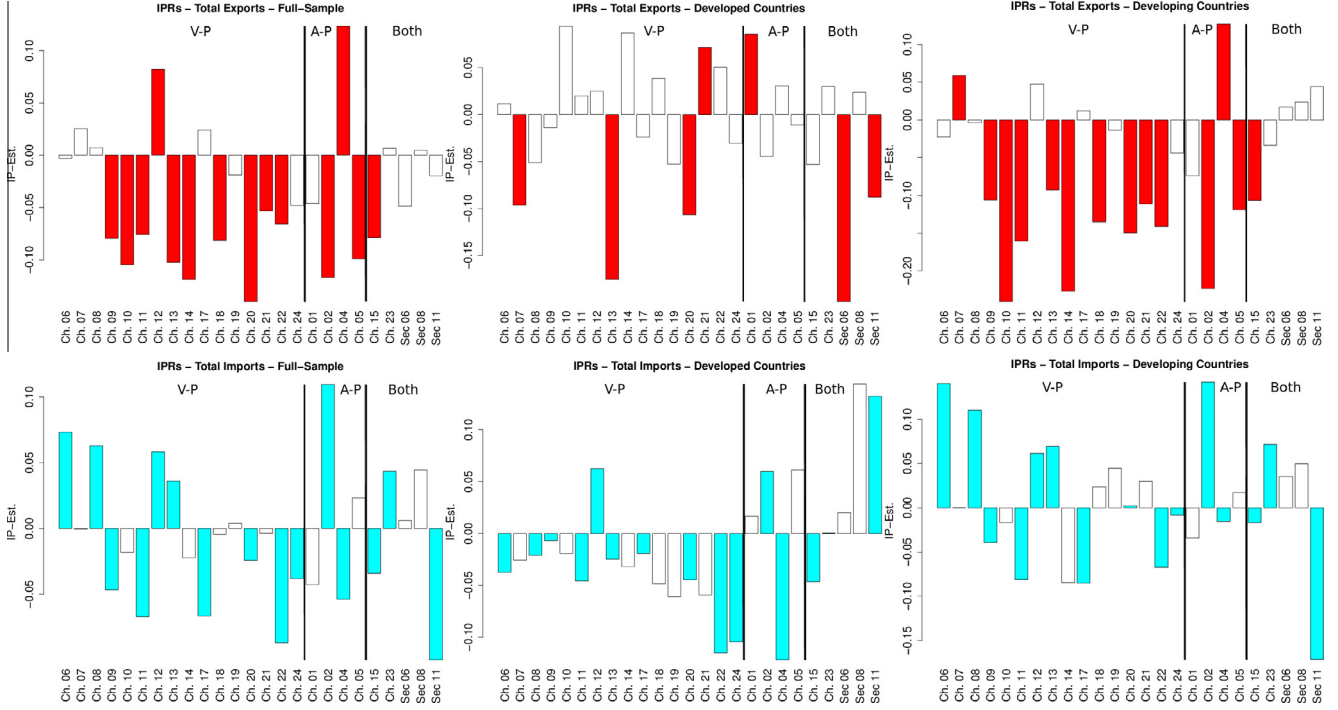 IPRs – Total Exports – Full–Sample
V-P A-P Both
IP–Est.
0.10
0.05
0.00
−0.05
−0.10
Ch. 06 Ch. 07 Ch. 08 Ch. 09 Ch. 10 Ch. 11 Ch. 12 Ch. 13 Ch. 14 Ch. 17 Ch. 18 Ch. 19 Ch. 20 Ch. 21 Ch. 22 Ch. 24 Ch. 01 Ch. 02 Ch. 04 Ch. 05 Ch. 15 Ch. 23 Sec 06 Sec 08 Sec 11
IPRs – Total Exports – Developed Countries
V-P A-P Both
IP–Est.
0.05
0.00
−0.05
−0.15
Ch. 06 Ch. 07 Ch. 08 Ch. 09 Ch. 10 Ch. 11 Ch. 12 Ch. 13 Ch. 14 Ch. 17 Ch. 18 Ch. 19 Ch. 20 Ch. 21 Ch. 22 Ch. 24 Ch. 01 Ch. 02 Ch. 04 Ch. 05 Ch. 15 Ch. 23 Sec 06 Sec 08 Sec 11
IPRs – Total Exports – Developing Countries
V-P A-P Both
IP–Est.
0.10
0.05
0.00
−0.10
−0.20
Ch. 06 Ch. 07 Ch. 08 Ch. 09 Ch. 10 Ch. 11 Ch. 12 Ch. 13 Ch. 14 Ch. 17 Ch. 18 Ch. 19 Ch. 20 Ch. 21 Ch. 22 Ch. 24 Ch. 01 Ch. 02 Ch. 04 Ch. 05 Ch. 15 Ch. 23 Sec 06 Sec 08 Sec 11
IPRs – Total Imports – Full–Sample
V-P A-P Both
IP–Est.
0.10
0.05
0.00
−0.05
Ch. 06 Ch. 07 Ch. 08 Ch. 09 Ch. 10 Ch. 11 Ch. 12 Ch. 13 Ch. 14 Ch. 17 Ch. 18 Ch. 19 Ch. 20 Ch. 21 Ch. 22 Ch. 24 Ch. 01 Ch. 02 Ch. 04 Ch. 05 Ch. 15 Ch. 23 Sec 06 Sec 08 Sec 11
IPRs – Total Imports – Developed Countries
V-P A-P Both
IP–Est.
0.10
0.05
0.00
−0.05
−0.10
Ch. 06 Ch. 07 Ch. 08 Ch. 09 Ch. 10 Ch. 11 Ch. 12 Ch. 13 Ch. 14 Ch. 17 Ch. 18 Ch. 19 Ch. 20 Ch. 21 Ch. 22 Ch. 24 Ch. 01 Ch. 02 Ch. 04 Ch. 05 Ch. 15 Ch. 23 Sec 06 Sec 08 Sec 11
IPRs – Total Imports – Developing Countries
V-P A-P Both
IP–Est.
0.10
0.05
0.00
−0.05
−0.10
−0.15
Ch. 06 Ch. 07 Ch. 08 Ch. 09 Ch. 10 Ch. 11 Ch. 12 Ch. 13 Ch. 14 Ch. 17 Ch. 18 Ch. 19 Ch. 20 Ch. 21 Ch. 22 Ch. 24 Ch. 01 Ch. 02 Ch. 04 Ch. 05 Ch. 15 Ch. 23 Sec 06 Sec 08 Sec 11